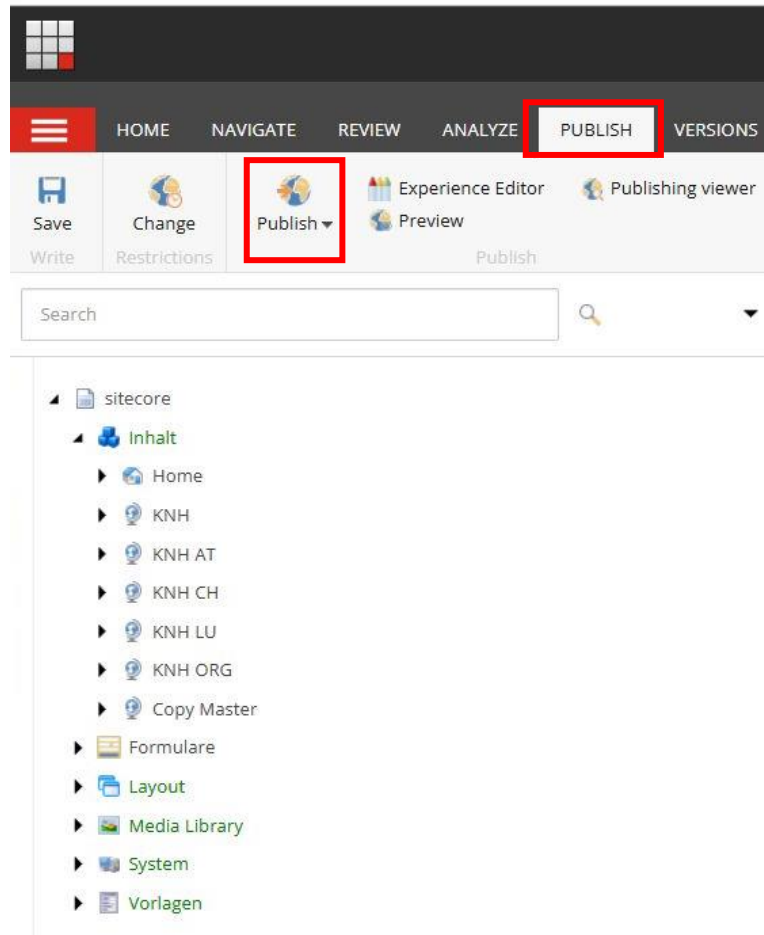 HOME NAVIGATE REVIEW ANALYZE PUBLISH VERSIONS
Save Change Publish Experience Editor Publishing viewer
Preview
Write Restrictions Publish
Search
sitecore
Inhalt
Home
KNH
KNH AT
KNH CH
KNH LU
KNH ORG
Copy Master
Formulare
Layout
Media Library
System
Vorlagen